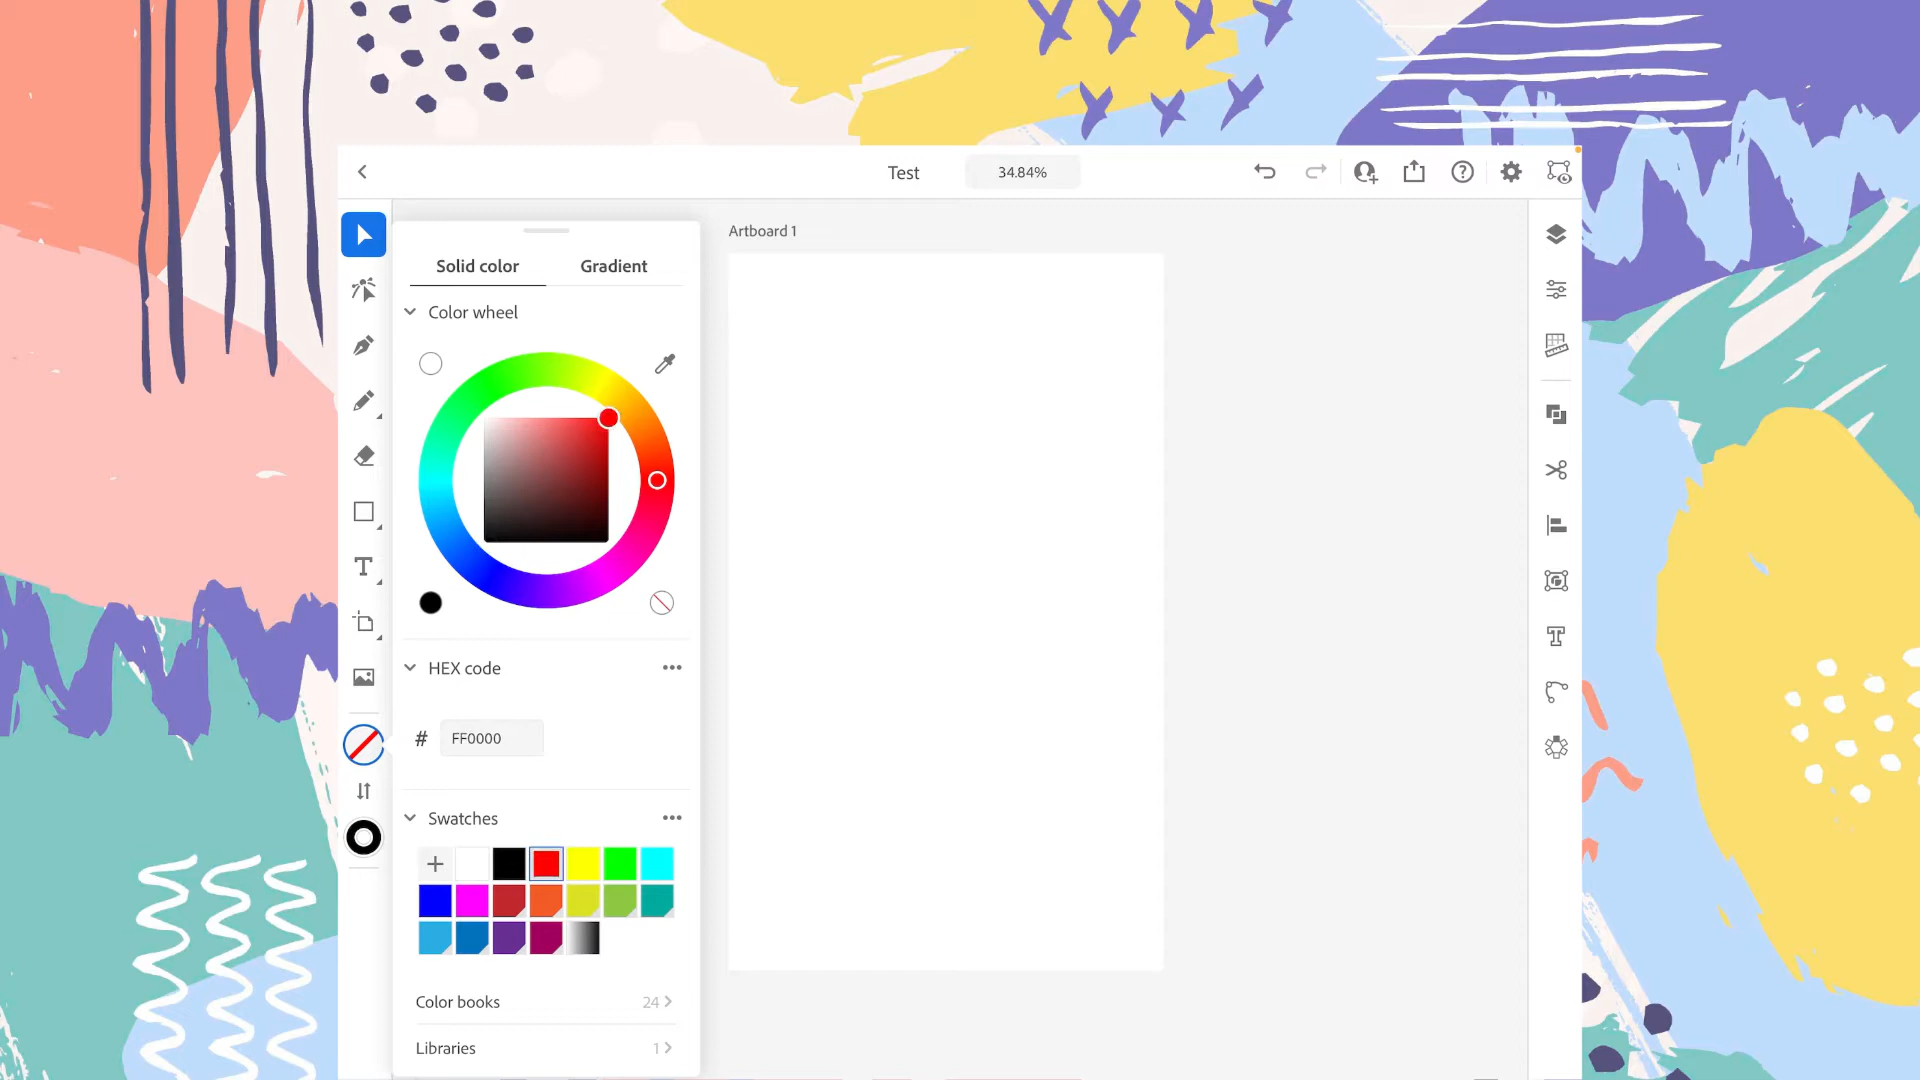 Test
34.84%
Artboard 1
Solid color
Gradient
Color wheel
HEX code
# FF0000
Swatches
Color books
24
Libraries
1